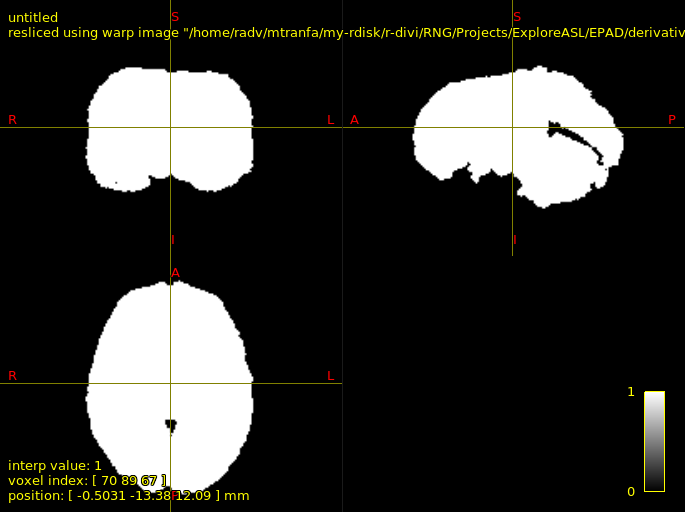 untitled
resliced using warp image "/home/radv/mtranfa/my-rdisk/r-divi/RNG/Projects/ExploreASL/EPAD/derivativ
S
S
R
L
A
P
I
I
A
R
L
1
interp value: 1
voxel index: [ 70 89 67 ]
position: [ -0.5031 -13.38 12.09 ] mm
0